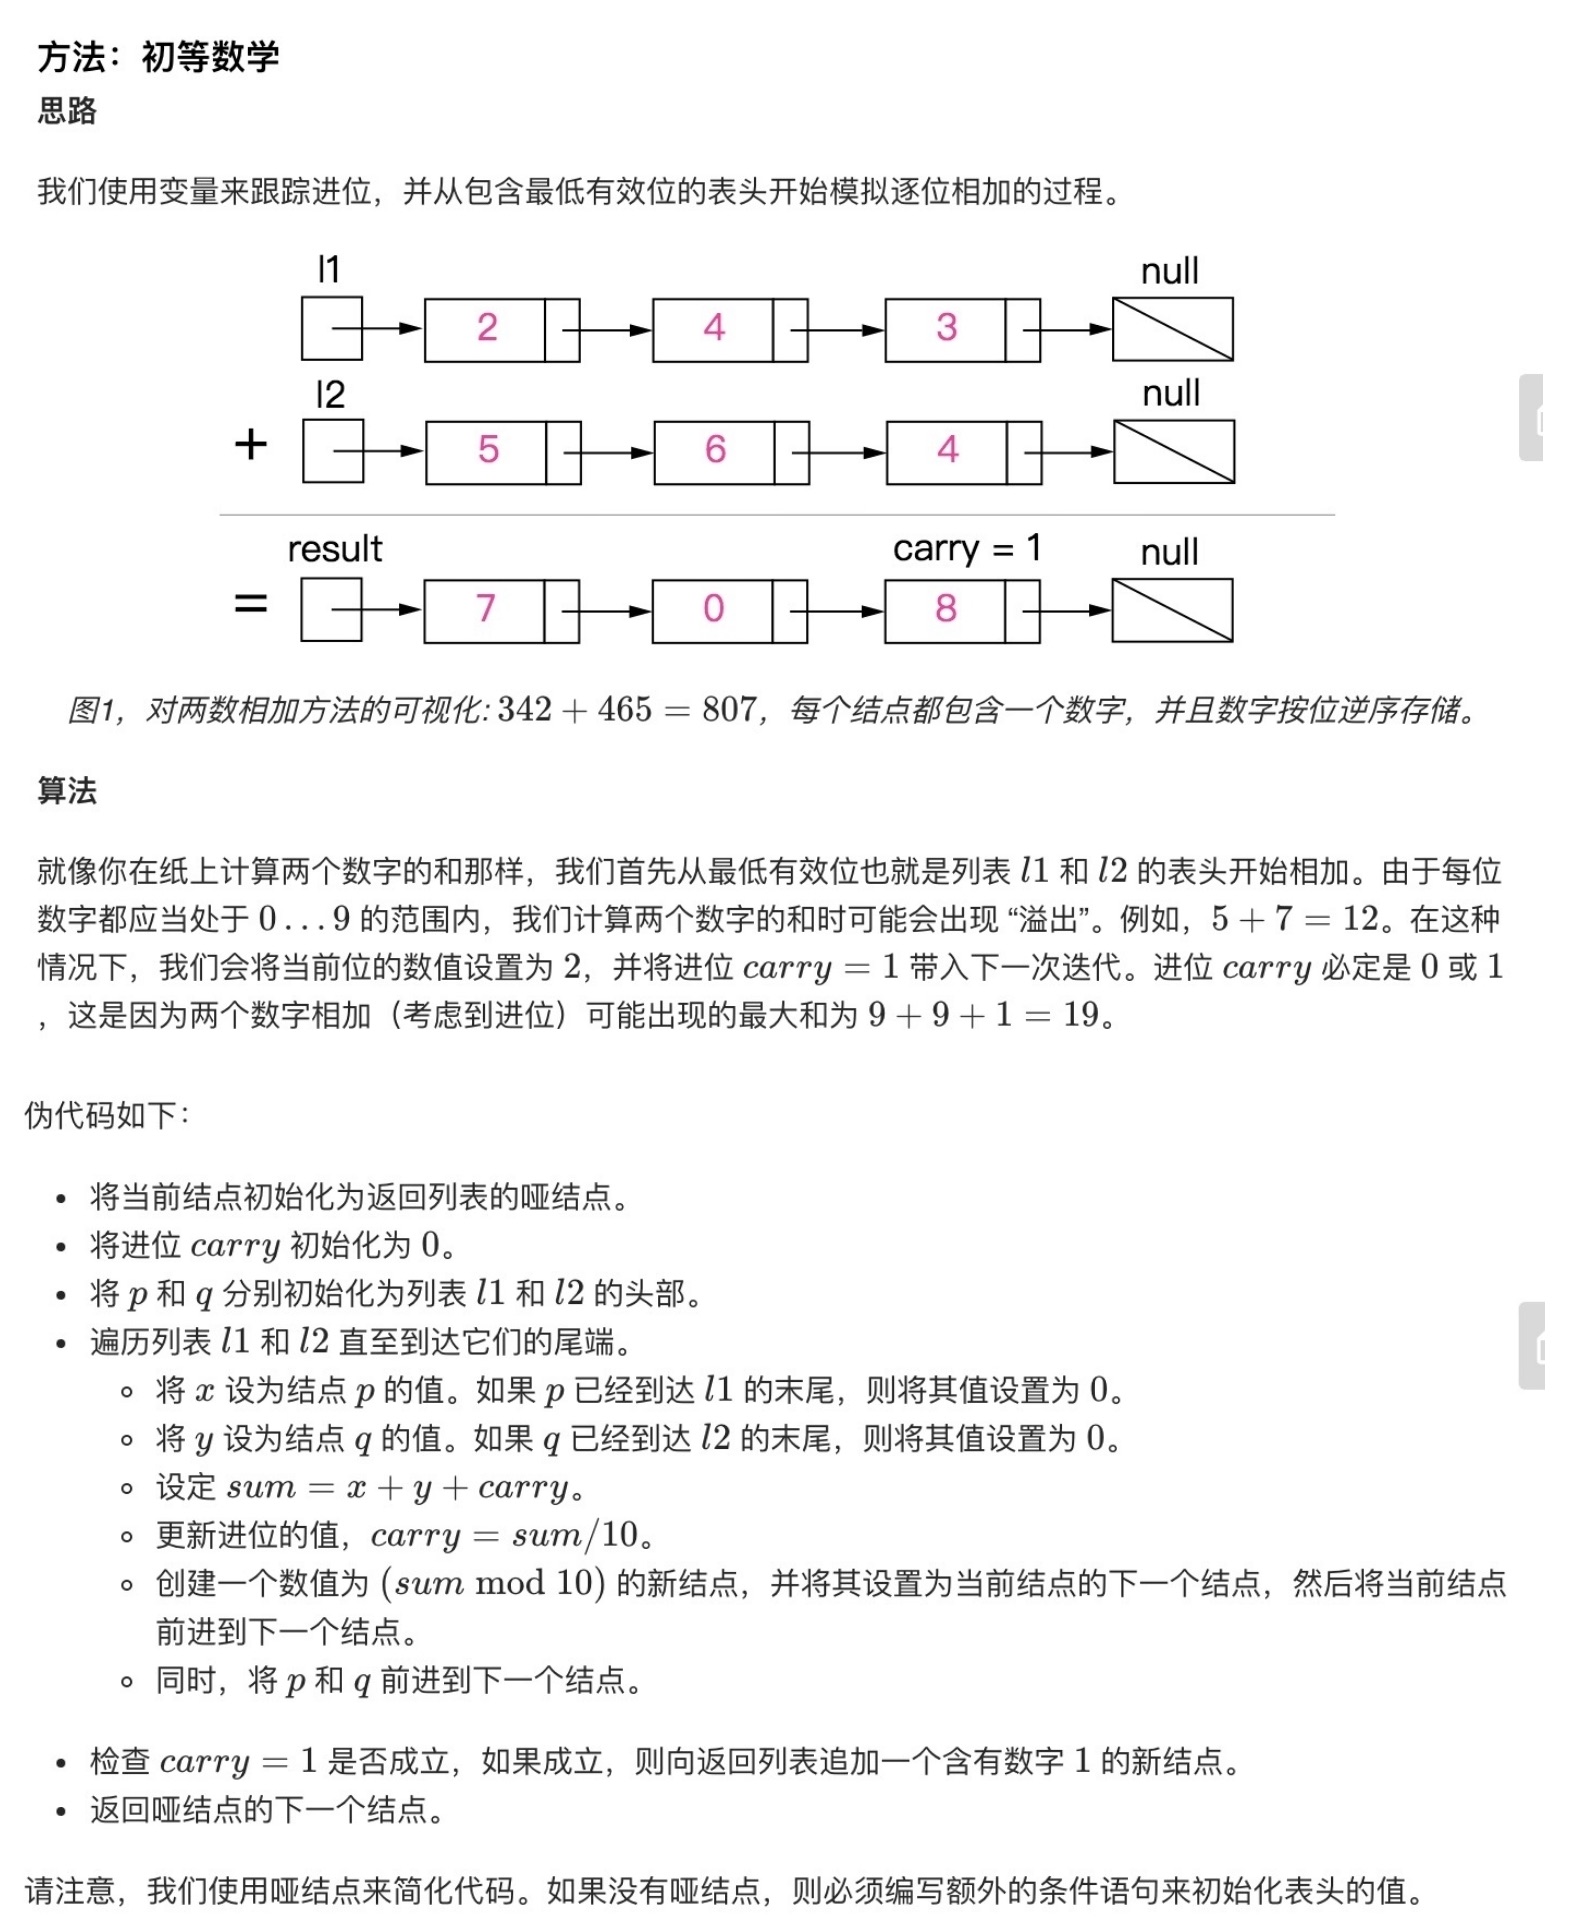 方法：初等数学
思路
我们使用变量来跟踪进位，并从包含最低有效位的表头开始模拟逐位相加的过程。
l1
null
2
4
3
l2
null
+
5
6
4
result
carry = 1
null
=
7
0
8
图1，对两数相加方法的可视化: 342 + 465 = 807，每个结点都包含一个数字，并且数字按位逆序存储。
算法
就像你在纸上计算两个数字的和那样，我们首先从最低有效位也就是列表 l1 和 l2 的表头开始相加。由于每位
数字都应当处于 0 . . . 9 的范围内，我们计算两个数字的和时可能会出现 “溢出”。例如，5 + 7 = 12。在这种
情况下，我们会将当前位的数值设置为 2，并将进位 carry = 1 带入下一次迭代。进位 carry 必定是 0 或 1
，这是因为两个数字相加（考虑到进位）可能出现的最大和为 9 + 9 + 1 = 19。
伪代码如下：
• 将当前结点初始化为返回列表的哑结点。
• 将进位 carry 初始化为 0。
• 将 p 和 q 分别初始化为列表 l1 和 l2 的头部。
• 遍历列表 l1 和 l2 直至到达它们的尾端。
◦ 将 x 设为结点 p 的值。如果 p 已经到达 l1 的末尾，则将其值设置为 0。
◦ 将 y 设为结点 q 的值。如果 q 已经到达 l2 的末尾，则将其值设置为 0。
◦ 设定 sum = x + y + carry。
◦ 更新进位的值，carry = sum/10。
◦ 创建一个数值为 (sum mod 10) 的新结点，并将其设置为当前结点的下一个结点，然后将当前结点
前进到下一个结点。
◦ 同时，将 p 和 q 前进到下一个结点。
• 检查 carry = 1 是否成立，如果成立，则向返回列表追加一个含有数字 1 的新结点。
• 返回哑结点的下一个结点。
请注意，我们使用哑结点来简化代码。如果没有哑结点，则必须编写额外的条件语句来初始化表头的值。